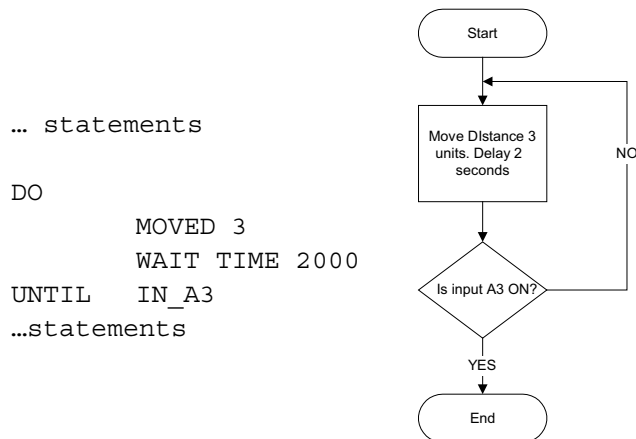 … statements
DO
MOVED 3
WAIT TIME 2000
UNTIL IN_A3
…statements
Start
Move DIstance 3
units. Delay 2
seconds
NO
Is input A3 ON?
YES
End